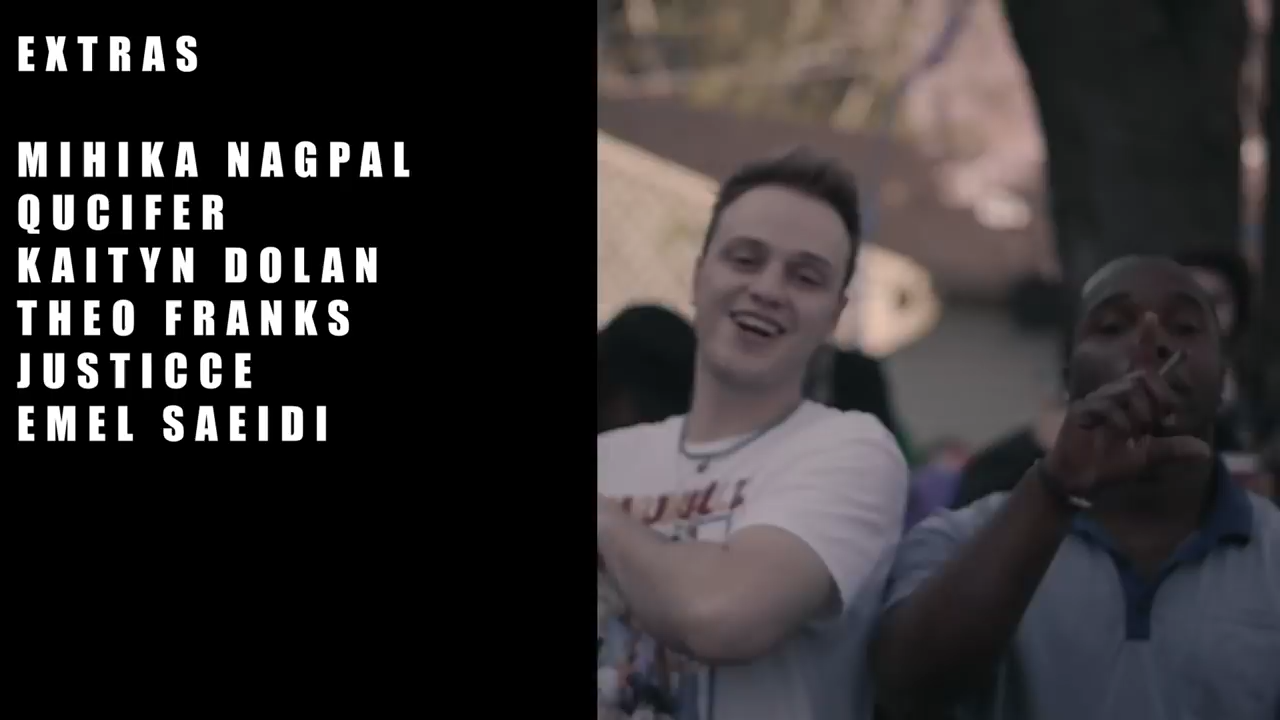 EXTRAS
MIHIKA NAGPAL
QUCIFER
KAITYN DOLAN
THEO FRANKS
JUSTICCE
EMEL SAEIDI